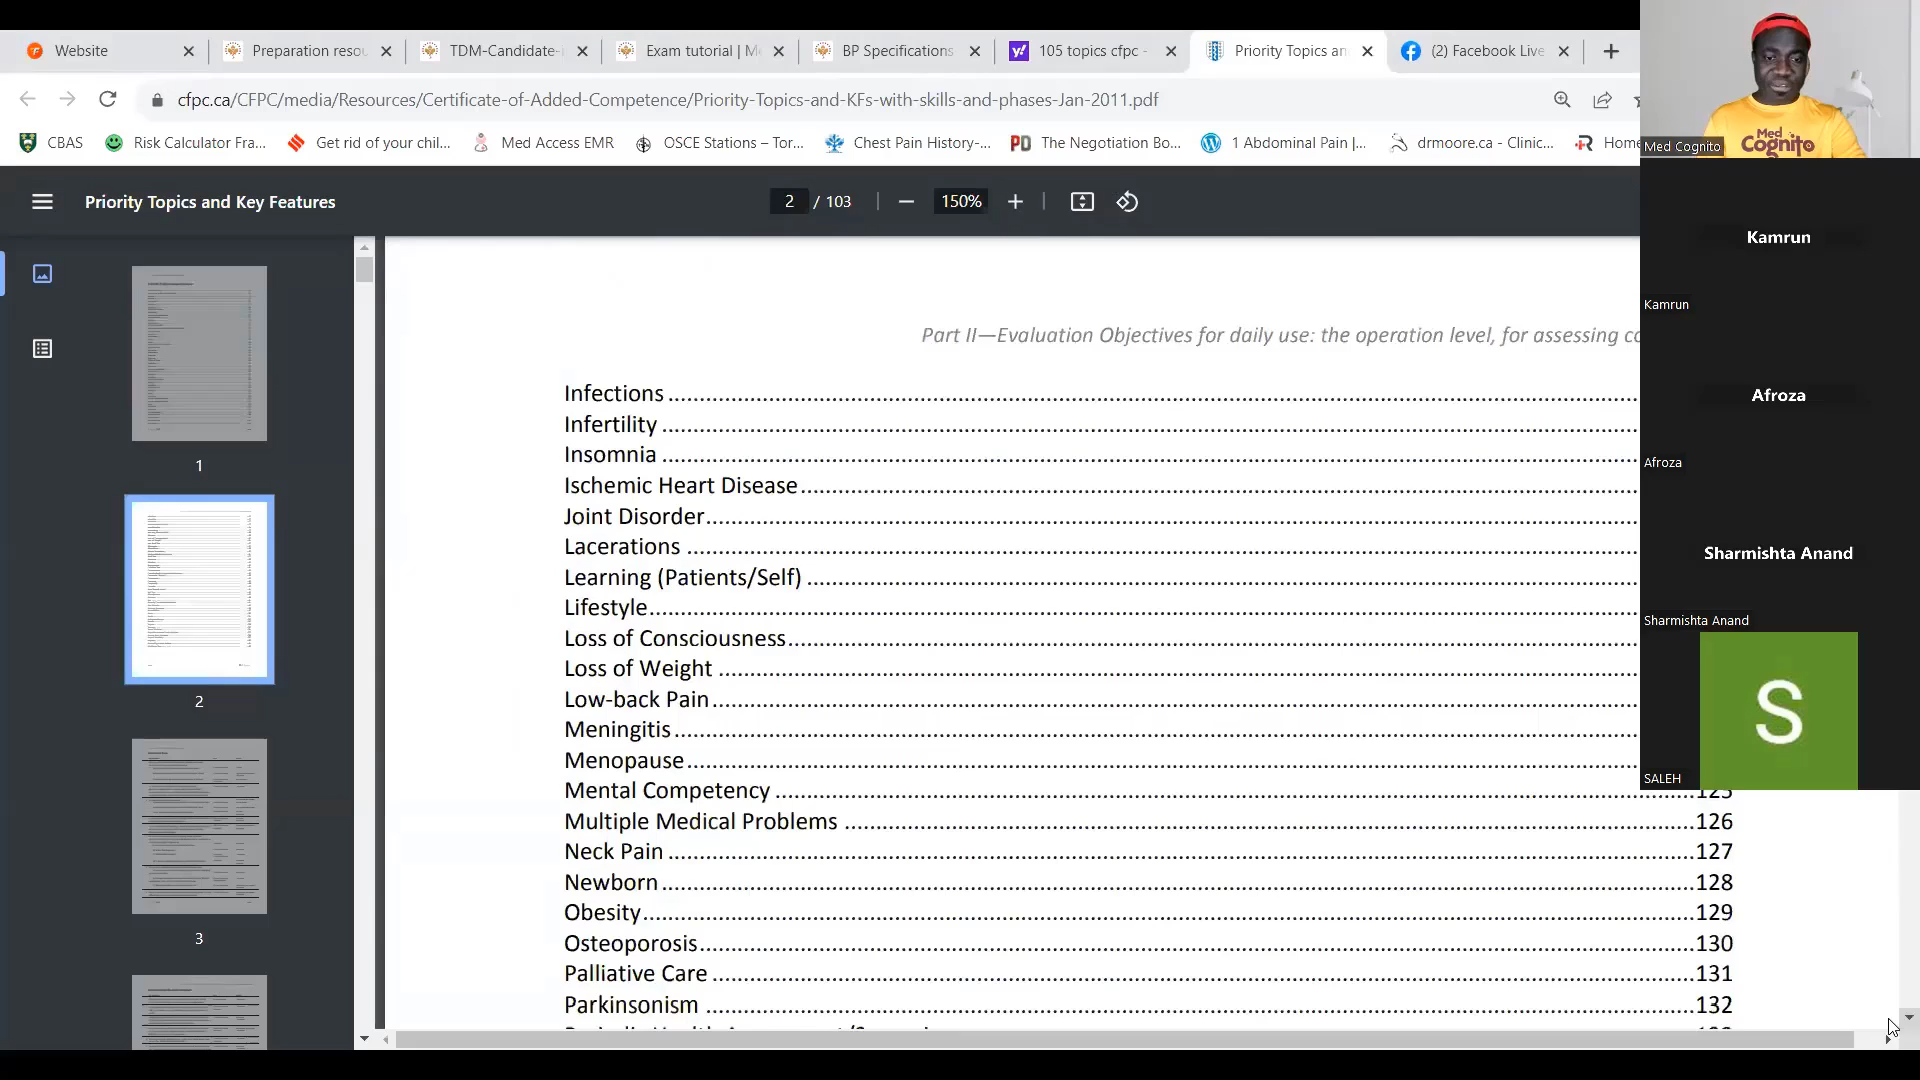 Website
Preparation resou
TDM-Candidate-
Exam tutorial | M
BP Specifications
105 topics cfpc -
Priority Topics an
(2) Facebook Live
cfpc.ca/CFPC/media/Resources/Certificate-of-Added-Competence/Priority-Topics-and-KFs-with-skills-and-phases-Jan-2011.pdf
CBAS
Risk Calculator Fra...
Get rid of your chil...
Med Access EMR
OSCE Stations – Tor...
Chest Pain History-...
PD The Negotiation Bo...
1 Abdominal Pain |...
drmoore.ca - Clinic...
Home
Priority Topics and Key Features
2 / 103
150%
1
2
3
Part II—Evaluation Objectives for daily use: the operation level, for assessing co
Infections
Infertility
Insomnia
Ischemic Heart Disease
Joint Disorder
Lacerations
Learning (Patients/Self)
Lifestyle
Loss of Consciousness
Loss of Weight
Low-back Pain
Meningitis
Menopause
Mental Competency 125
Multiple Medical Problems 126
Neck Pain 127
Newborn 128
Obesity 129
Osteoporosis 130
Palliative Care 131
Parkinsonism 132
Med
Cognito
Med Cognito
Kamrun
Kamrun
Afroza
Afroza
Sharmishta Anand
Sharmishta Anand
S
SALEH